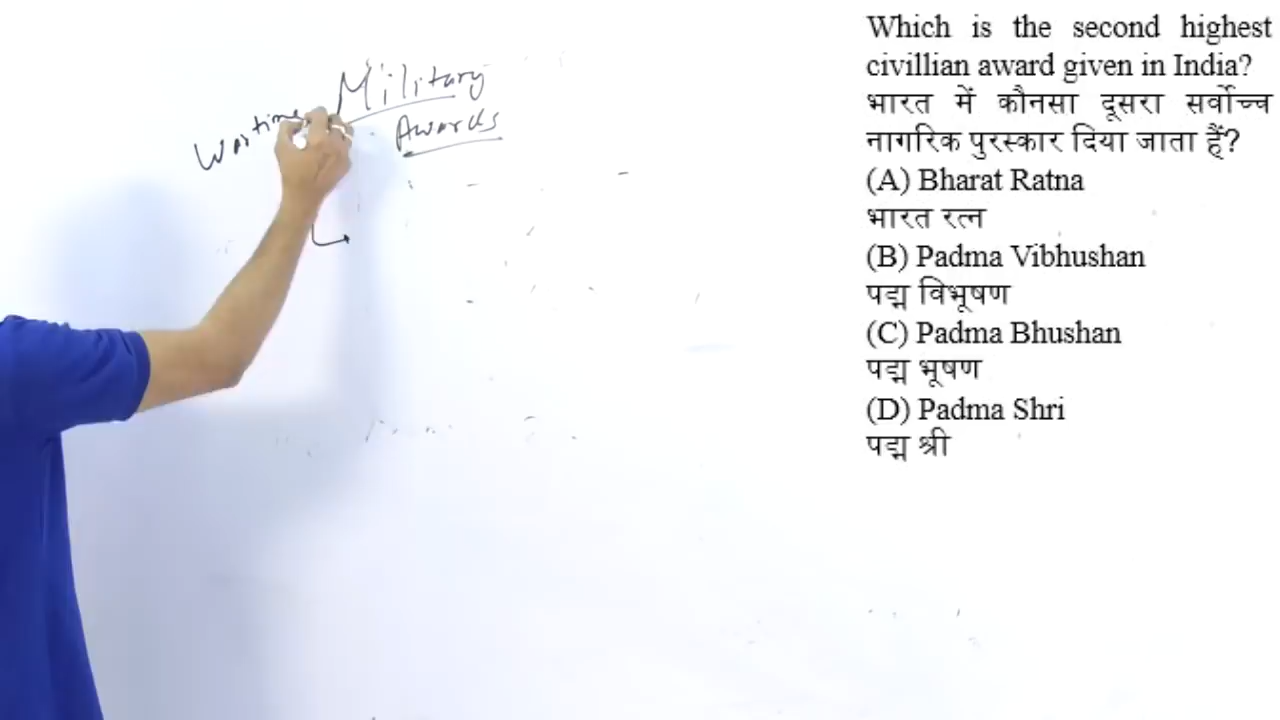 Military
Awards
Wartime
Which is the second highest
civillian award given in India?
भारत में कौनसा दूसरा सर्वोच्च
नागरिक पुरस्कार दिया जाता हैं?
(A) Bharat Ratna
भारत रत्न
(B) Padma Vibhushan
पद्म विभूषण
(C) Padma Bhushan
पद्म भूषण
(D) Padma Shri
पद्म श्री